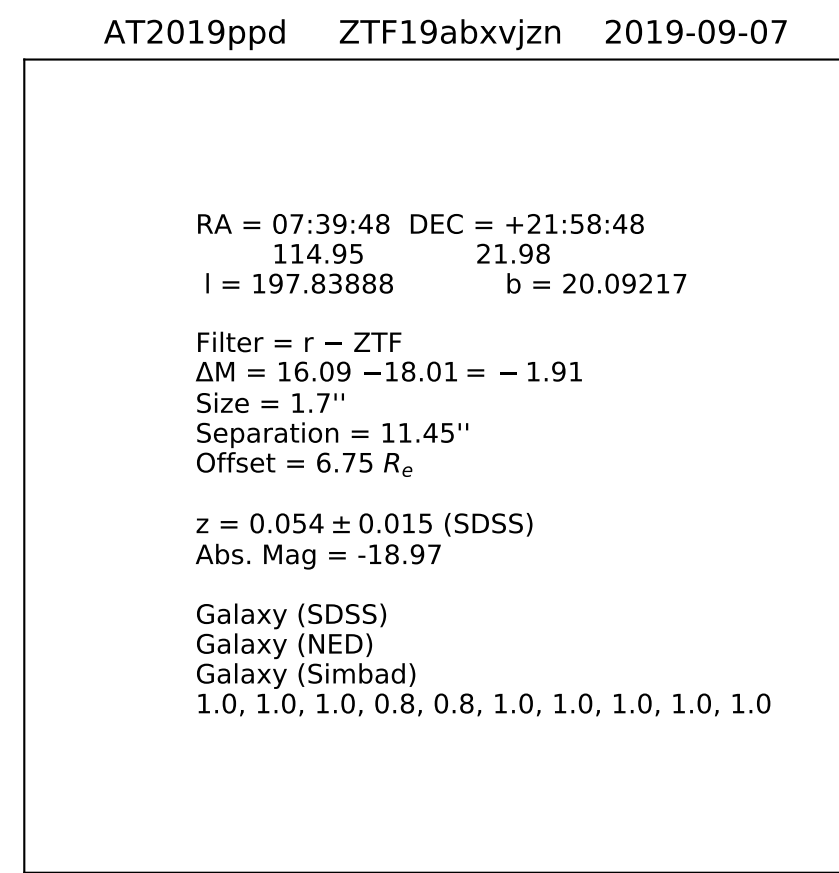 AT2019ppd ZTF19abxvjzn 2019-09-07
RA = 07:39:48 DEC = +21:58:48
114.95 21.98
l = 197.83888 b = 20.09217
Filter = r − ZTF
ΔM = 16.09 −18.01 = − 1.91
Size = 1.7''
Separation = 11.45''
Offset = 6.75 Re
z = 0.054 ± 0.015 (SDSS)
Abs. Mag = -18.97
Galaxy (SDSS)
Galaxy (NED)
Galaxy (Simbad)
1.0, 1.0, 1.0, 0.8, 0.8, 1.0, 1.0, 1.0, 1.0, 1.0